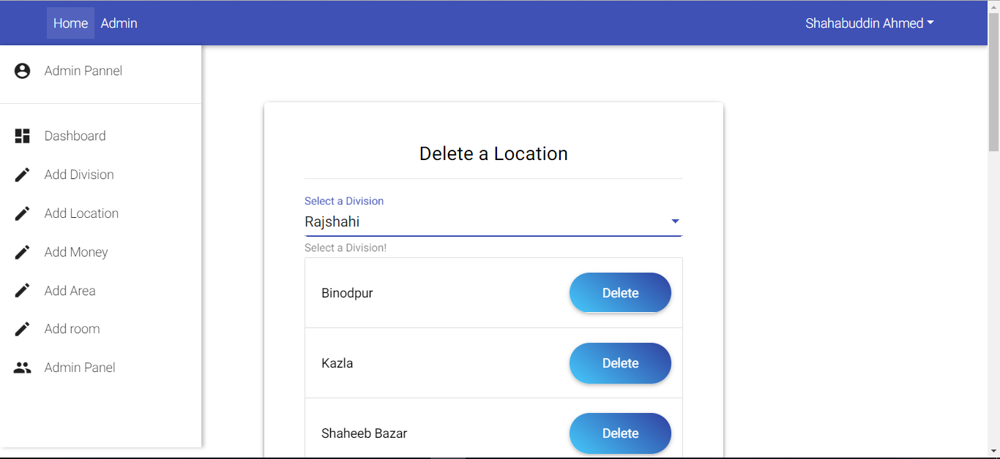 Home Admin Shahabuddin Ahmed
Admin Pannel
Dashboard
Add Division
Add Location
Add Money
Add Area
Add room
Admin Panel
Delete a Location
Select a Division
Rajshahi
Select a Division!
Binodpur Delete
Kazla Delete
Shaheeb Bazar Delete